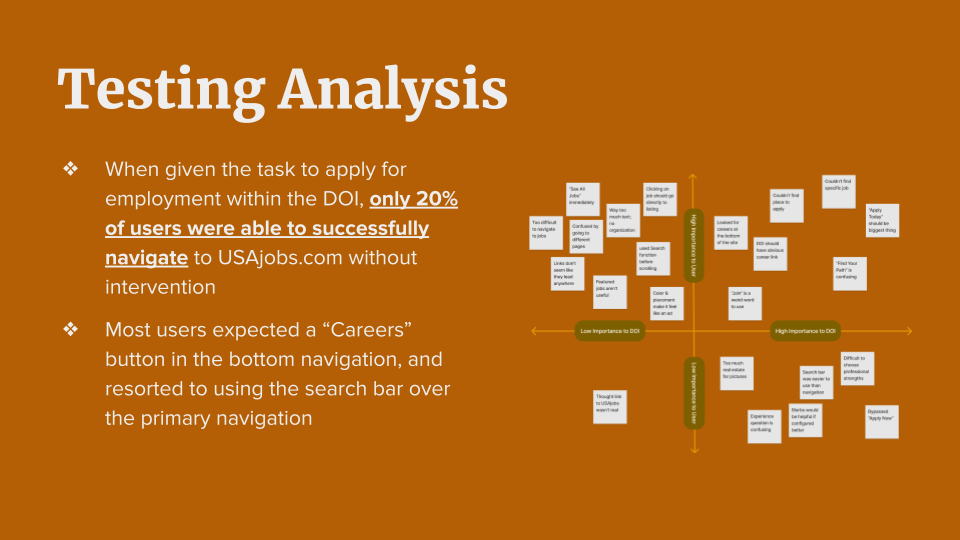 Testing Analysis
❖ When given the task to apply for
employment within the DOI, only 20%
of users were able to successfully
navigate to USAjobs.com without
intervention
❖ Most users expected a “Careers”
button in the bottom navigation, and
resorted to using the search bar over
the primary navigation
High Importance to User
Low Importance to DOI
High Importance to DOI
Low Importance to User
"See All
Jobs"
immediately
Clicking on
job should go
directly to
listing
Too difficult
to navigate
to jobs
Confused by
going to
different
pages
Way too
much text;
no
organization
used Search
function
before
scrolling
Links don't
seem like
they lead
anywhere
Featured
jobs aren't
useful
Color &
placement
make it feel
like an ad
Couldn't find
specific job
Couldn't find
place to
apply
"Apply
Today"
should be
biggest thing
Looked for
careers at
the bottom
of the site
DOI should
have obvious
career link
"Find Your
Path" is
confusing
"Join" is a
weird word
to use
Thought link
to USAjobs
wasn't real
Too much
real estate
for pictures
Search bar
was easier to
use than
navigation
Difficult to
choose
professional
strengths
Experience
question is
confusing
would
be helpful if
configured
better
Bypassed
"Apply Now"